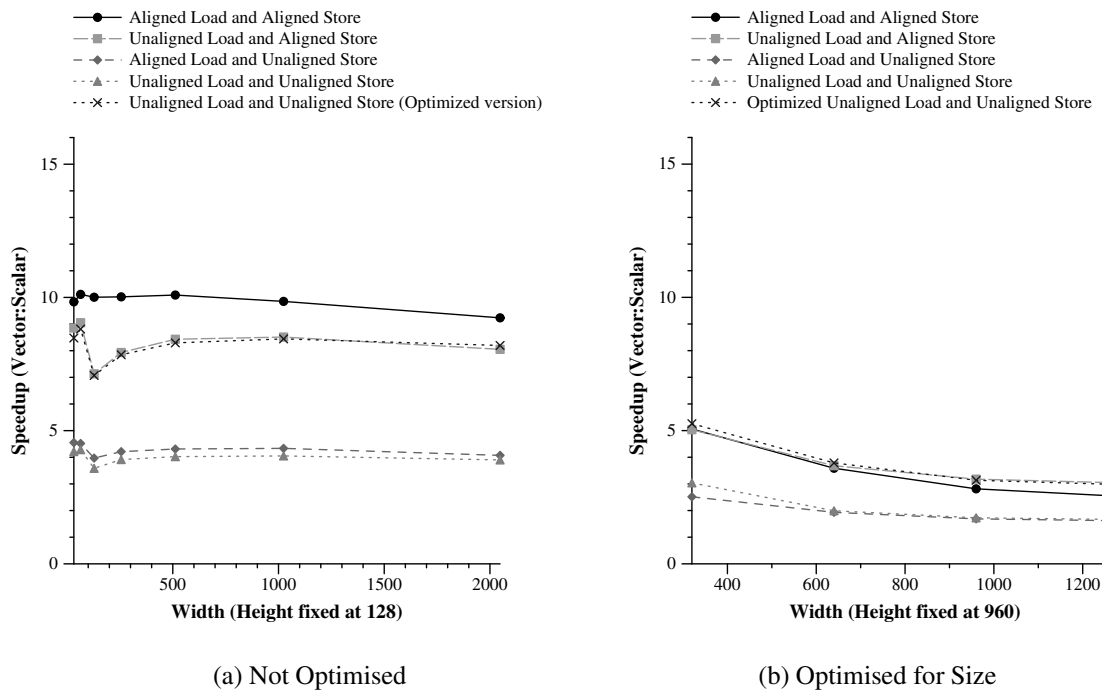 Aligned Load and Aligned Store
Unaligned Load and Aligned Store
Aligned Load and Unaligned Store
Unaligned Load and Unaligned Store
Unaligned Load and Unaligned Store (Optimized version)
15
10
5
0
Speedup (Vector:Scalar)
500
1000
1500
2000
Width (Height fixed at 128)
(a) Not Optimised
Aligned Load and Aligned Store
Unaligned Load and Aligned Store
Aligned Load and Unaligned Store
Unaligned Load and Unaligned Store
Optimized Unaligned Load and Unaligned Store
15
10
5
0
Speedup (Vector:Scalar)
400
600
800
1000
1200
Width (Height fixed at 960)
(b) Optimised for Size